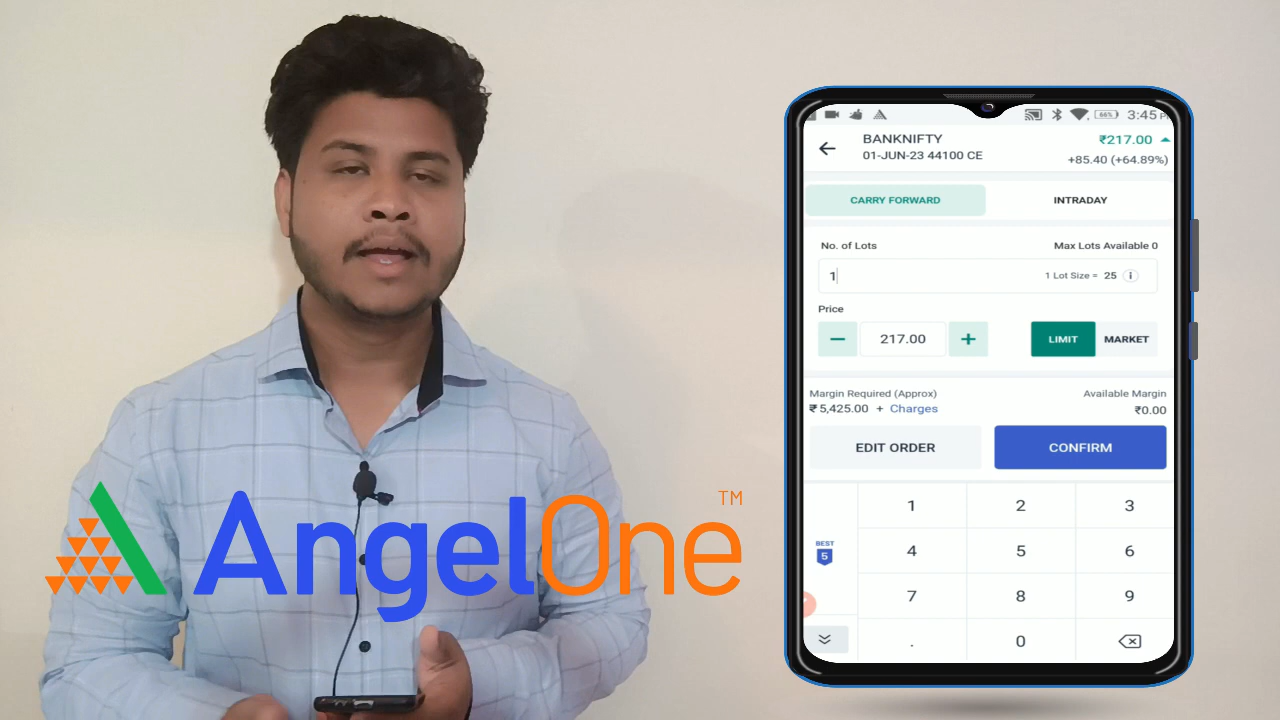 AngelOne™
3:45
66%
BANKNIFTY
₹217.00
01-JUN-23 44100 CE
+85.40 (+64.89%)
CARRY FORWARD
INTRADAY
No. of Lots
Max Lots Available 0
1
1 Lot Size = 25 i
Price
− 217.00 +
LIMIT
MARKET
Margin Required (Approx)
Available Margin
₹ 5,425.00 + Charges
₹0.00
EDIT ORDER
CONFIRM
1 2 3
BEST
5
4 5 6
7 8 9
. 0